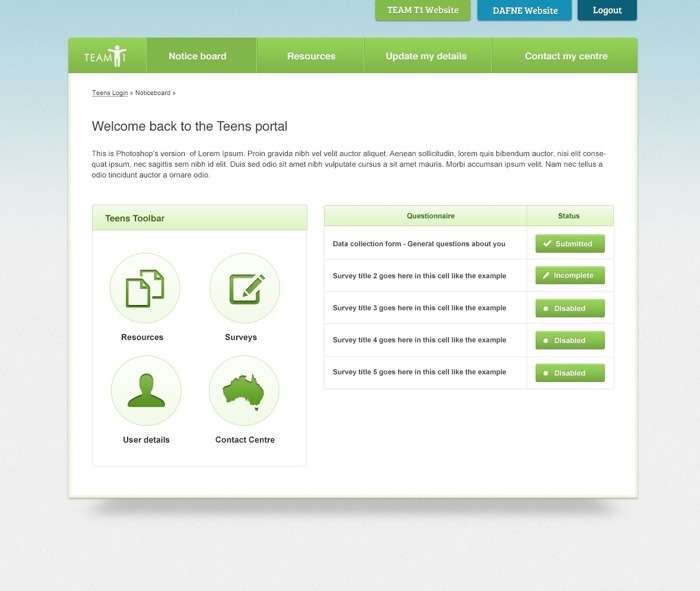 TEAM T1 Website
DAFNE Website
Logout
TEAM T1
Notice board
Resources
Update my details
Contact my centre
Teens Login » Noticeboard »
Welcome back to the Teens portal
This is Photoshop's version of Lorem Ipsum. Proin gravida nibh vel velit auctor aliquet. Aenean sollicitudin, lorem quis bibendum auctor, nisi elit conse-
quat ipsum, nec sagittis sem nibh id elit. Duis sed odio sit amet nibh vulputate cursus a sit amet mauris. Morbi accumsan ipsum velit. Nam nec tellus a
odio tincidunt auctor a ornare odio.
Teens Toolbar
Resources
Surveys
User details
Contact Centre
Questionnaire
Status
Data collection form - General questions about you
Submitted
Survey title 2 goes here in this cell like the example
Incomplete
Survey title 3 goes here in this cell like the example
Disabled
Survey title 4 goes here in this cell like the example
Disabled
Survey title 5 goes here in this cell like the example
Disabled